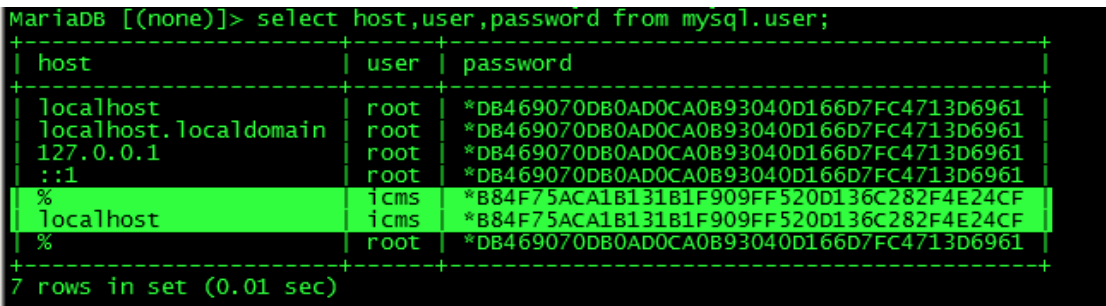 MariaDB [(none)]> select host,user,password from mysql.user;
+-----------------------+------+-------------------------------------------+
| host | user | password |
+-----------------------+------+-------------------------------------------+
| localhost | root | *DB469070DB0AD0CA0B93040D166D7FC4713D6961 |
| localhost.localdomain | root | *DB469070DB0AD0CA0B93040D166D7FC4713D6961 |
| 127.0.0.1 | root | *DB469070DB0AD0CA0B93040D166D7FC4713D6961 |
| ::1 | root | *DB469070DB0AD0CA0B93040D166D7FC4713D6961 |
| % | icms | *B84F75ACA1B131B1F909FF520D136C282F4E24CF |
| localhost | icms | *B84F75ACA1B131B1F909FF520D136C282F4E24CF |
| % | root | *DB469070DB0AD0CA0B93040D166D7FC4713D6961 |
+-----------------------+------+-------------------------------------------+
7 rows in set (0.01 sec)